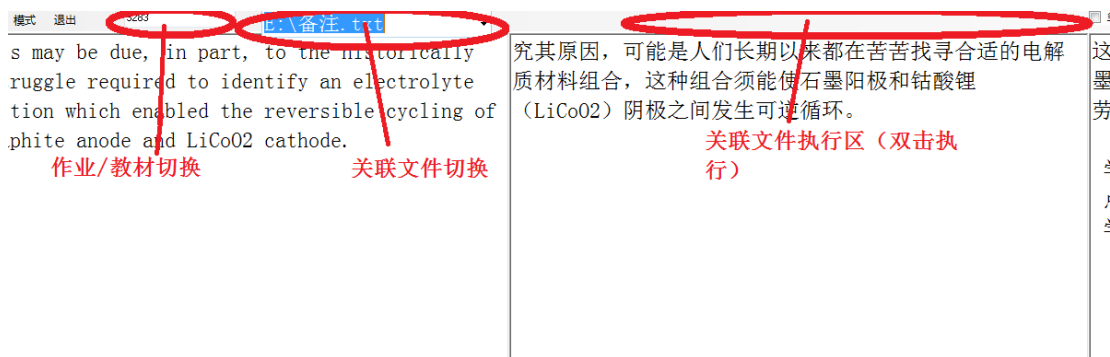 模式 退出 3283 E:\备注.txt
s may be due, in part, to the historically
ruggle required to identify an electrolyte
tion which enabled the reversible cycling of
phite anode and LiCoO2 cathode.
作业/教材切换
关联文件切换
究其原因，可能是人们长期以来都在苦苦找寻合适的电解
质材料组合，这种组合须能使石墨阳极和钴酸锂
（LiCoO2）阴极之间发生可逆循环。
关联文件执行区（双击执
行）
这
墨
劳